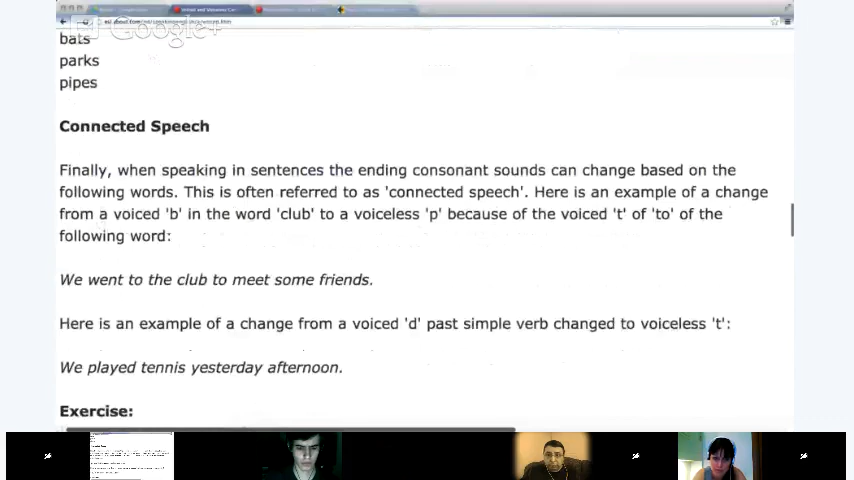 Google+
bats
parks
pipes
Connected Speech
Finally, when speaking in sentences the ending consonant sounds can change based on the
following words. This is often referred to as 'connected speech'. Here is an example of a change
from a voiced 'b' in the word 'club' to a voiceless 'p' because of the voiced 't' of 'to' of the
following word:
We went to the club to meet some friends.
Here is an example of a change from a voiced 'd' past simple verb changed to voiceless 't':
We played tennis yesterday afternoon.
Exercise: